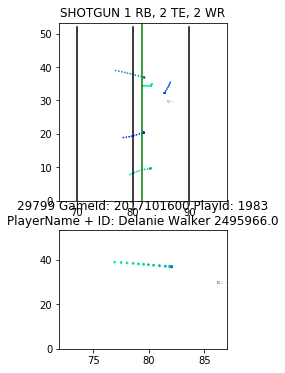 SHOTGUN 1 RB, 2 TE, 2 WR
50
40
30
20
10
0
70 80 90
29799 GameId: 2017101600 PlayId: 1983
PlayerName + ID: Delanie Walker 2495966.0
40
20
0
75 80 85